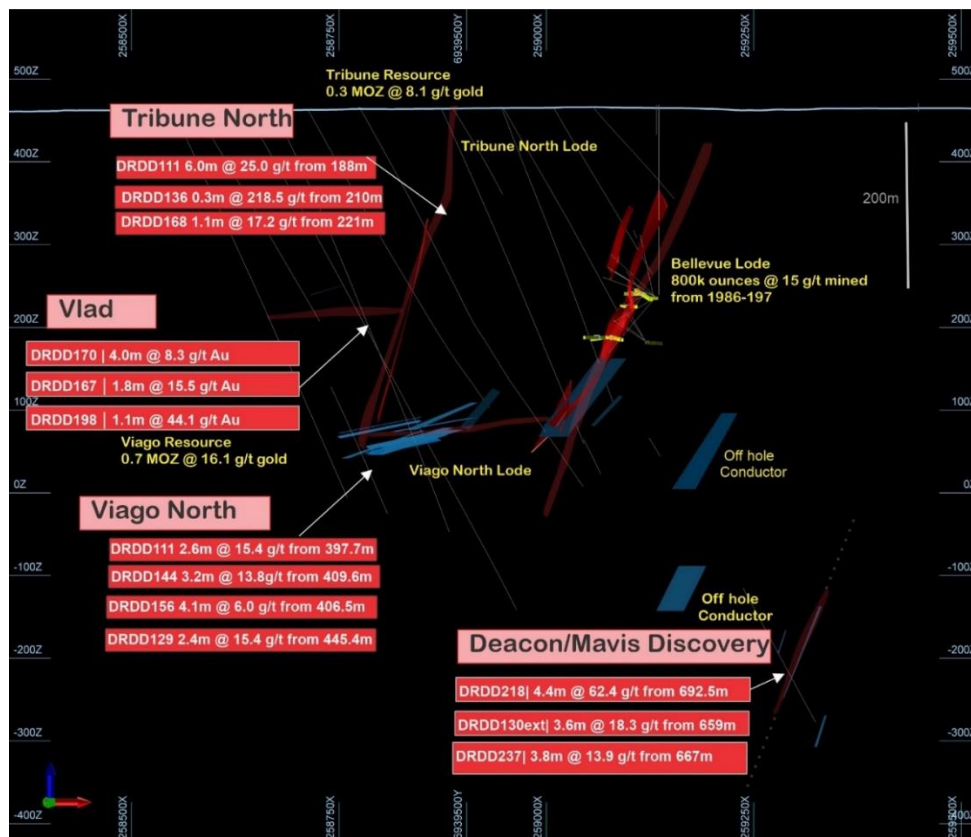 258500X
258750X
6939500Y
259000X
259250X
259500X
500Z
500Z
Tribune Resource
0.3 MOZ @ 8.1 g/t gold
Tribune North
Tribune North Lode
400Z
400Z
DRDD111 6.0m @ 25.0 g/t from 188m
DRDD136 0.3m @ 218.5 g/t from 210m
DRDD168 1.1m @ 17.2 g/t from 221m
200m
300Z
300Z
Bellevue Lode
800k ounces @ 15 g/t mined
from 1986-197
Vlad
200Z
200Z
DRDD170 | 4.0m @ 8.3 g/t Au
DRDD167 | 1.8m @ 15.5 g/t Au
DRDD198 | 1.1m @ 44.1 g/t Au
100Z
100Z
Viago Resource
0.7 MOZ @ 16.1 g/t gold
Viago North Lode
Off hole
Conductor
0Z
0Z
Viago North
DRDD111 2.6m @ 15.4 g/t from 397.7m
DRDD144 3.2m @ 13.8g/t from 409.6m
DRDD156 4.1m @ 6.0 g/t from 406.5m
DRDD129 2.4m @ 15.4 g/t from 445.4m
-100Z
-100Z
Off hole
Conductor
Deacon/Mavis Discovery
-200Z
-200Z
DRDD218| 4.4m @ 62.4 g/t from 692.5m
DRDD130ext| 3.6m @ 18.3 g/t from 659m
DRDD237| 3.8m @ 13.9 g/t from 667m
-300Z
-300Z
-400Z
-400Z
258500X
258750X
6939500Y
259000X
259250X